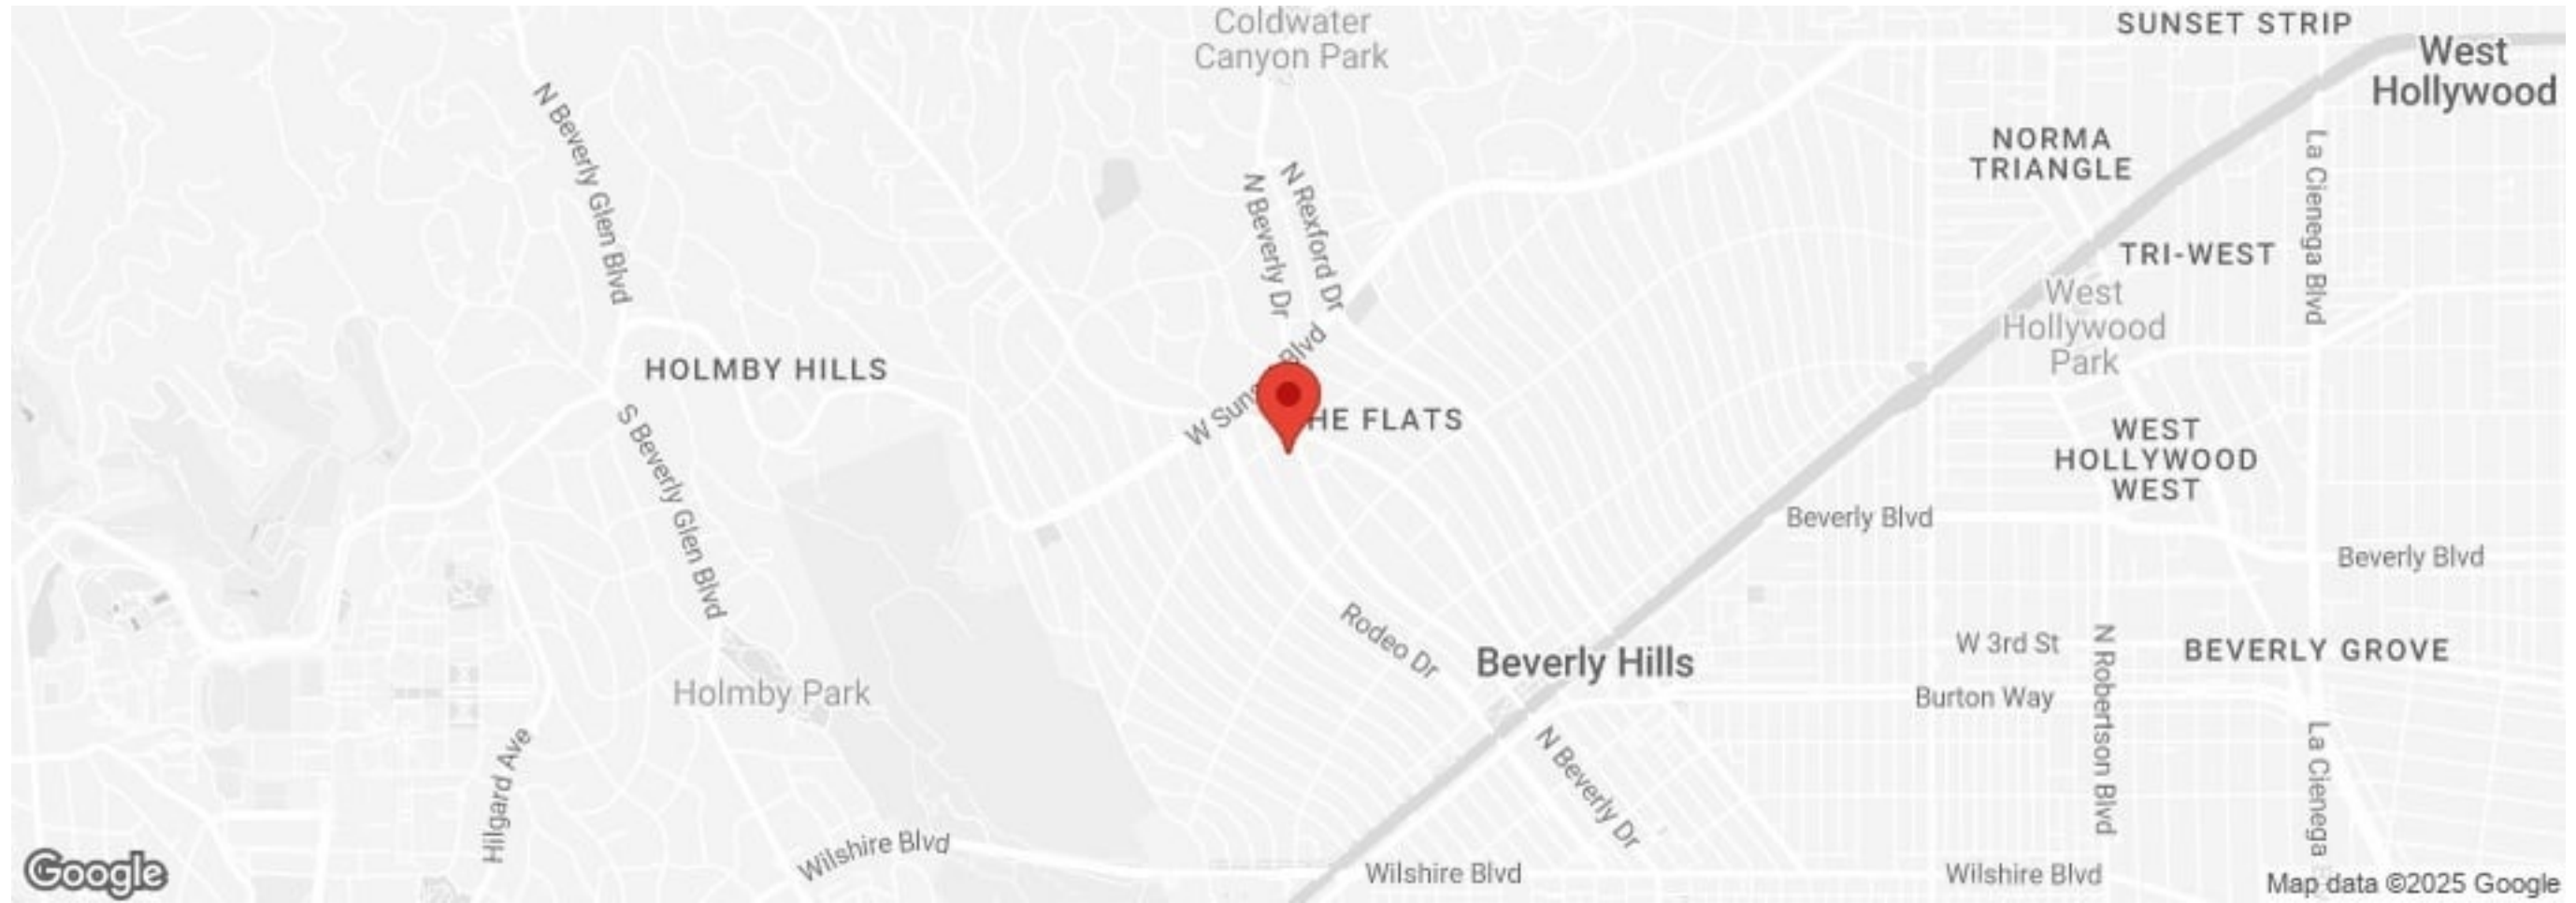 Coldwater
Canyon Park
SUNSET STRIP
West
Hollywood
N Beverly Glen Blvd
NORMA
TRIANGLE
La Cienega Blvd
N Rexford Dr
N Beverly Dr
TRI-WEST
West
Hollywood
Park
HOLMBY HILLS
W Suns Blvd
HE FLATS
S Beverly Glen Blvd
WEST
HOLLYWOOD
WEST
Beverly Blvd
Beverly Blvd
Rodeo Dr
W 3rd St
N Robertson Blvd
BEVERLY GROVE
Beverly Hills
Holmby Park
Burton Way
Hilgard Ave
N Beverly Dr
La Cienega
Wilshire Blvd
Wilshire Blvd
Wilshire Blvd
Google
Map data ©2025 Google